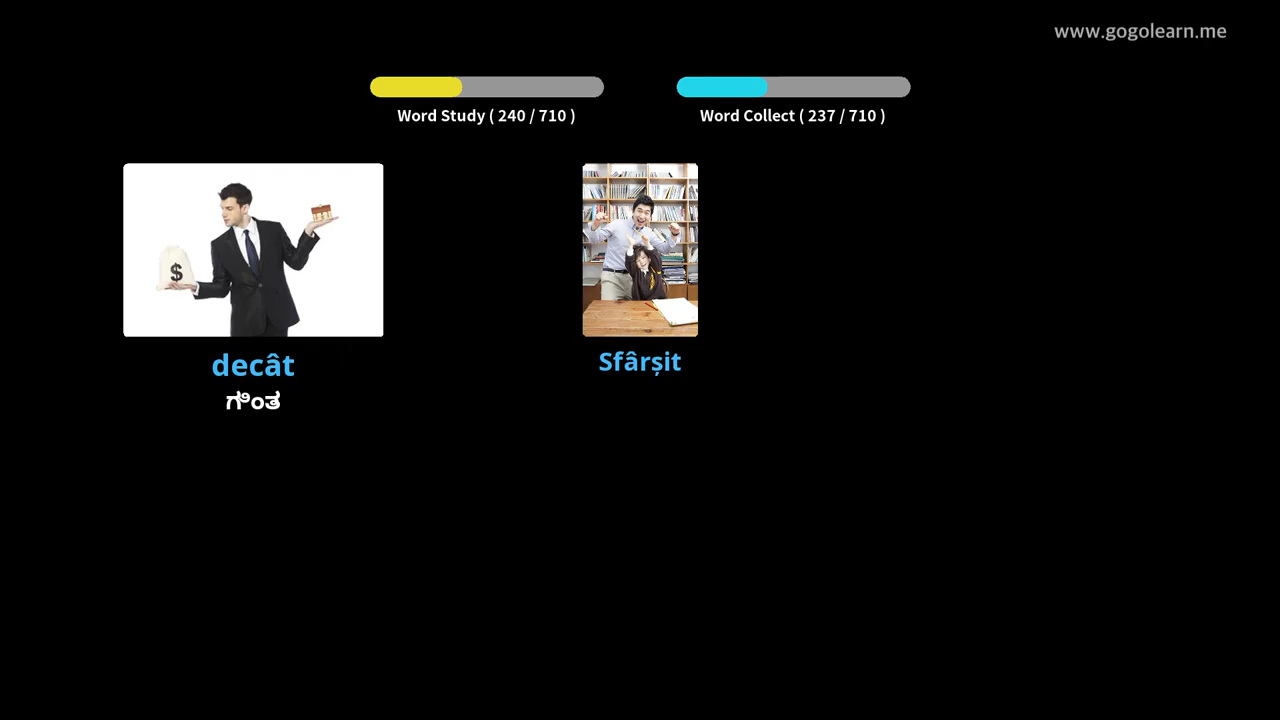 www.gogolearn.me
Word Study ( 240 / 710 )
Word Collect ( 237 / 710 )
$
decât
ಗಿಂತ
Sfârșit